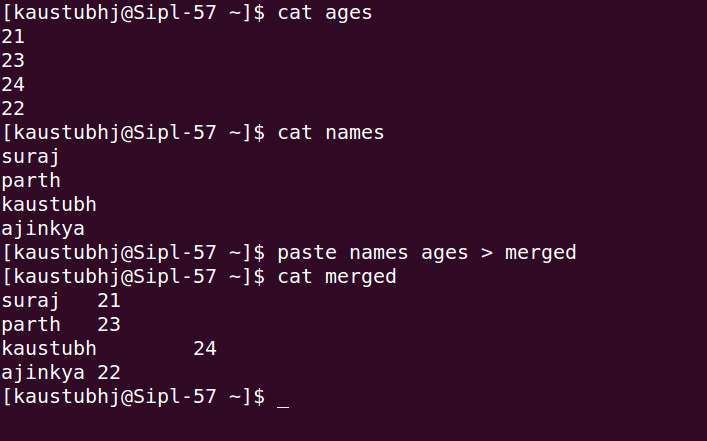 [kaustubhj@Sipl-57 ~]$ cat ages
21
23
24
22
[kaustubhj@Sipl-57 ~]$ cat names
suraj
parth
kaustubh
ajinkya
[kaustubhj@Sipl-57 ~]$ paste names ages > merged
[kaustubhj@Sipl-57 ~]$ cat merged
suraj   21
parth   23
kaustubh        24
ajinkya 22
[kaustubhj@Sipl-57 ~]$ _